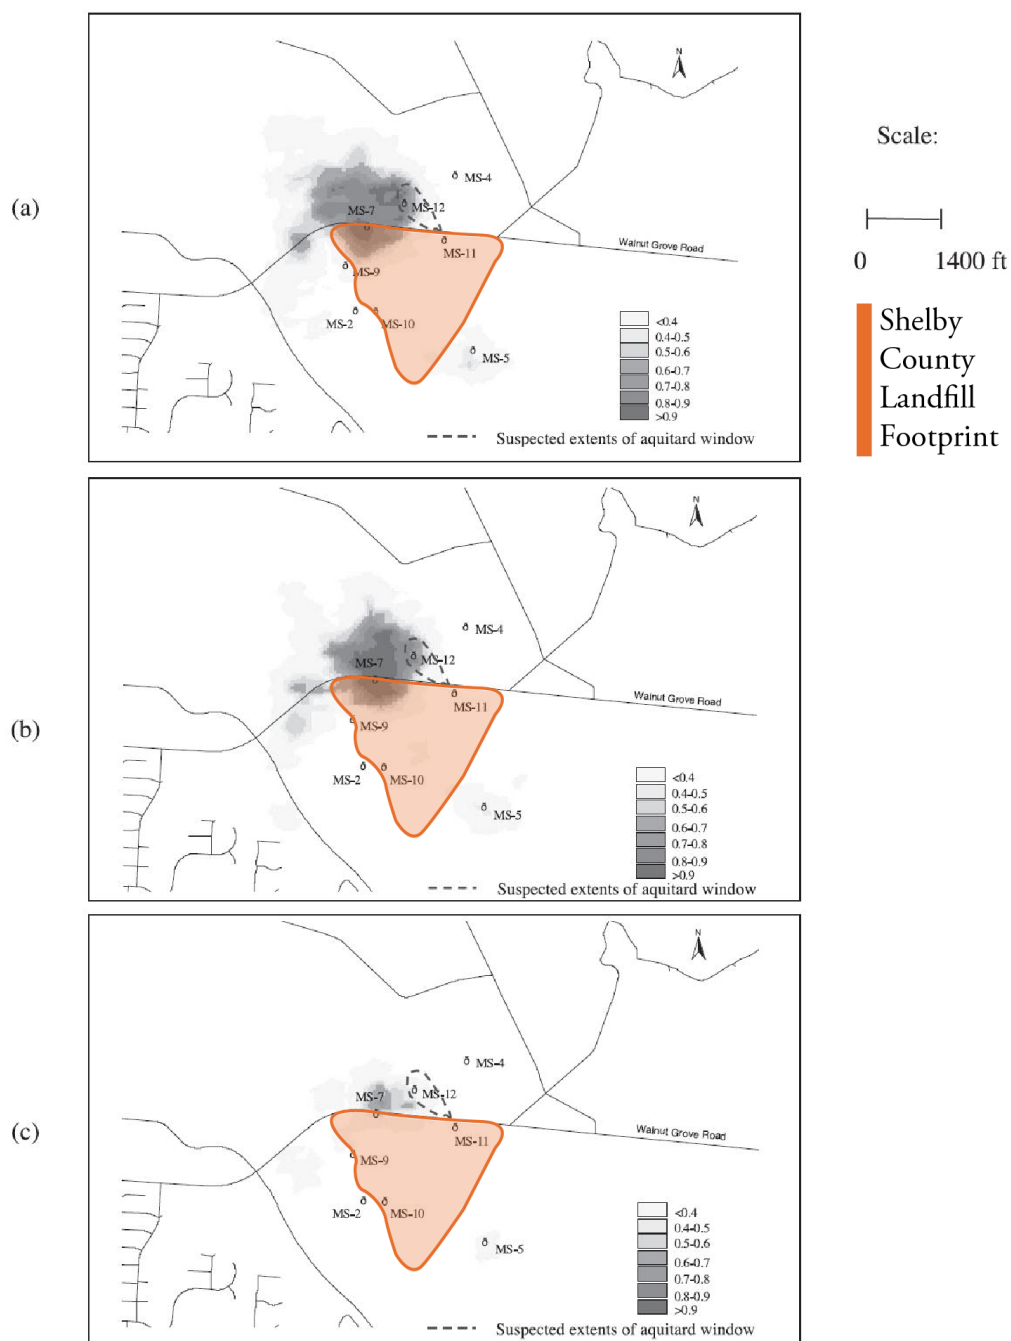 (a)
N
MS-4
MS-12
MS-7
MS-11
Walnut Grove Road
MS-9
MS-2
MS-10
MS-5
<0.4
0.4-0.5
0.5-0.6
0.6-0.7
0.7-0.8
0.8-0.9
>0.9
Suspected extents of aquitard window
Scale:
0 1400 ft
Shelby
County
Landfill
Footprint
(b)
N
MS-4
MS-12
MS-7
MS-11
Walnut Grove Road
MS-9
MS-2
MS-10
MS-5
<0.4
0.4-0.5
0.5-0.6
0.6-0.7
0.7-0.8
0.8-0.9
>0.9
Suspected extents of aquitard window
(c)
N
MS-4
MS-12
MS-7
MS-11
Walnut Grove Road
MS-9
MS-2
MS-10
MS-5
<0.4
0.4-0.5
0.5-0.6
0.6-0.7
0.7-0.8
0.8-0.9
>0.9
Suspected extents of aquitard window